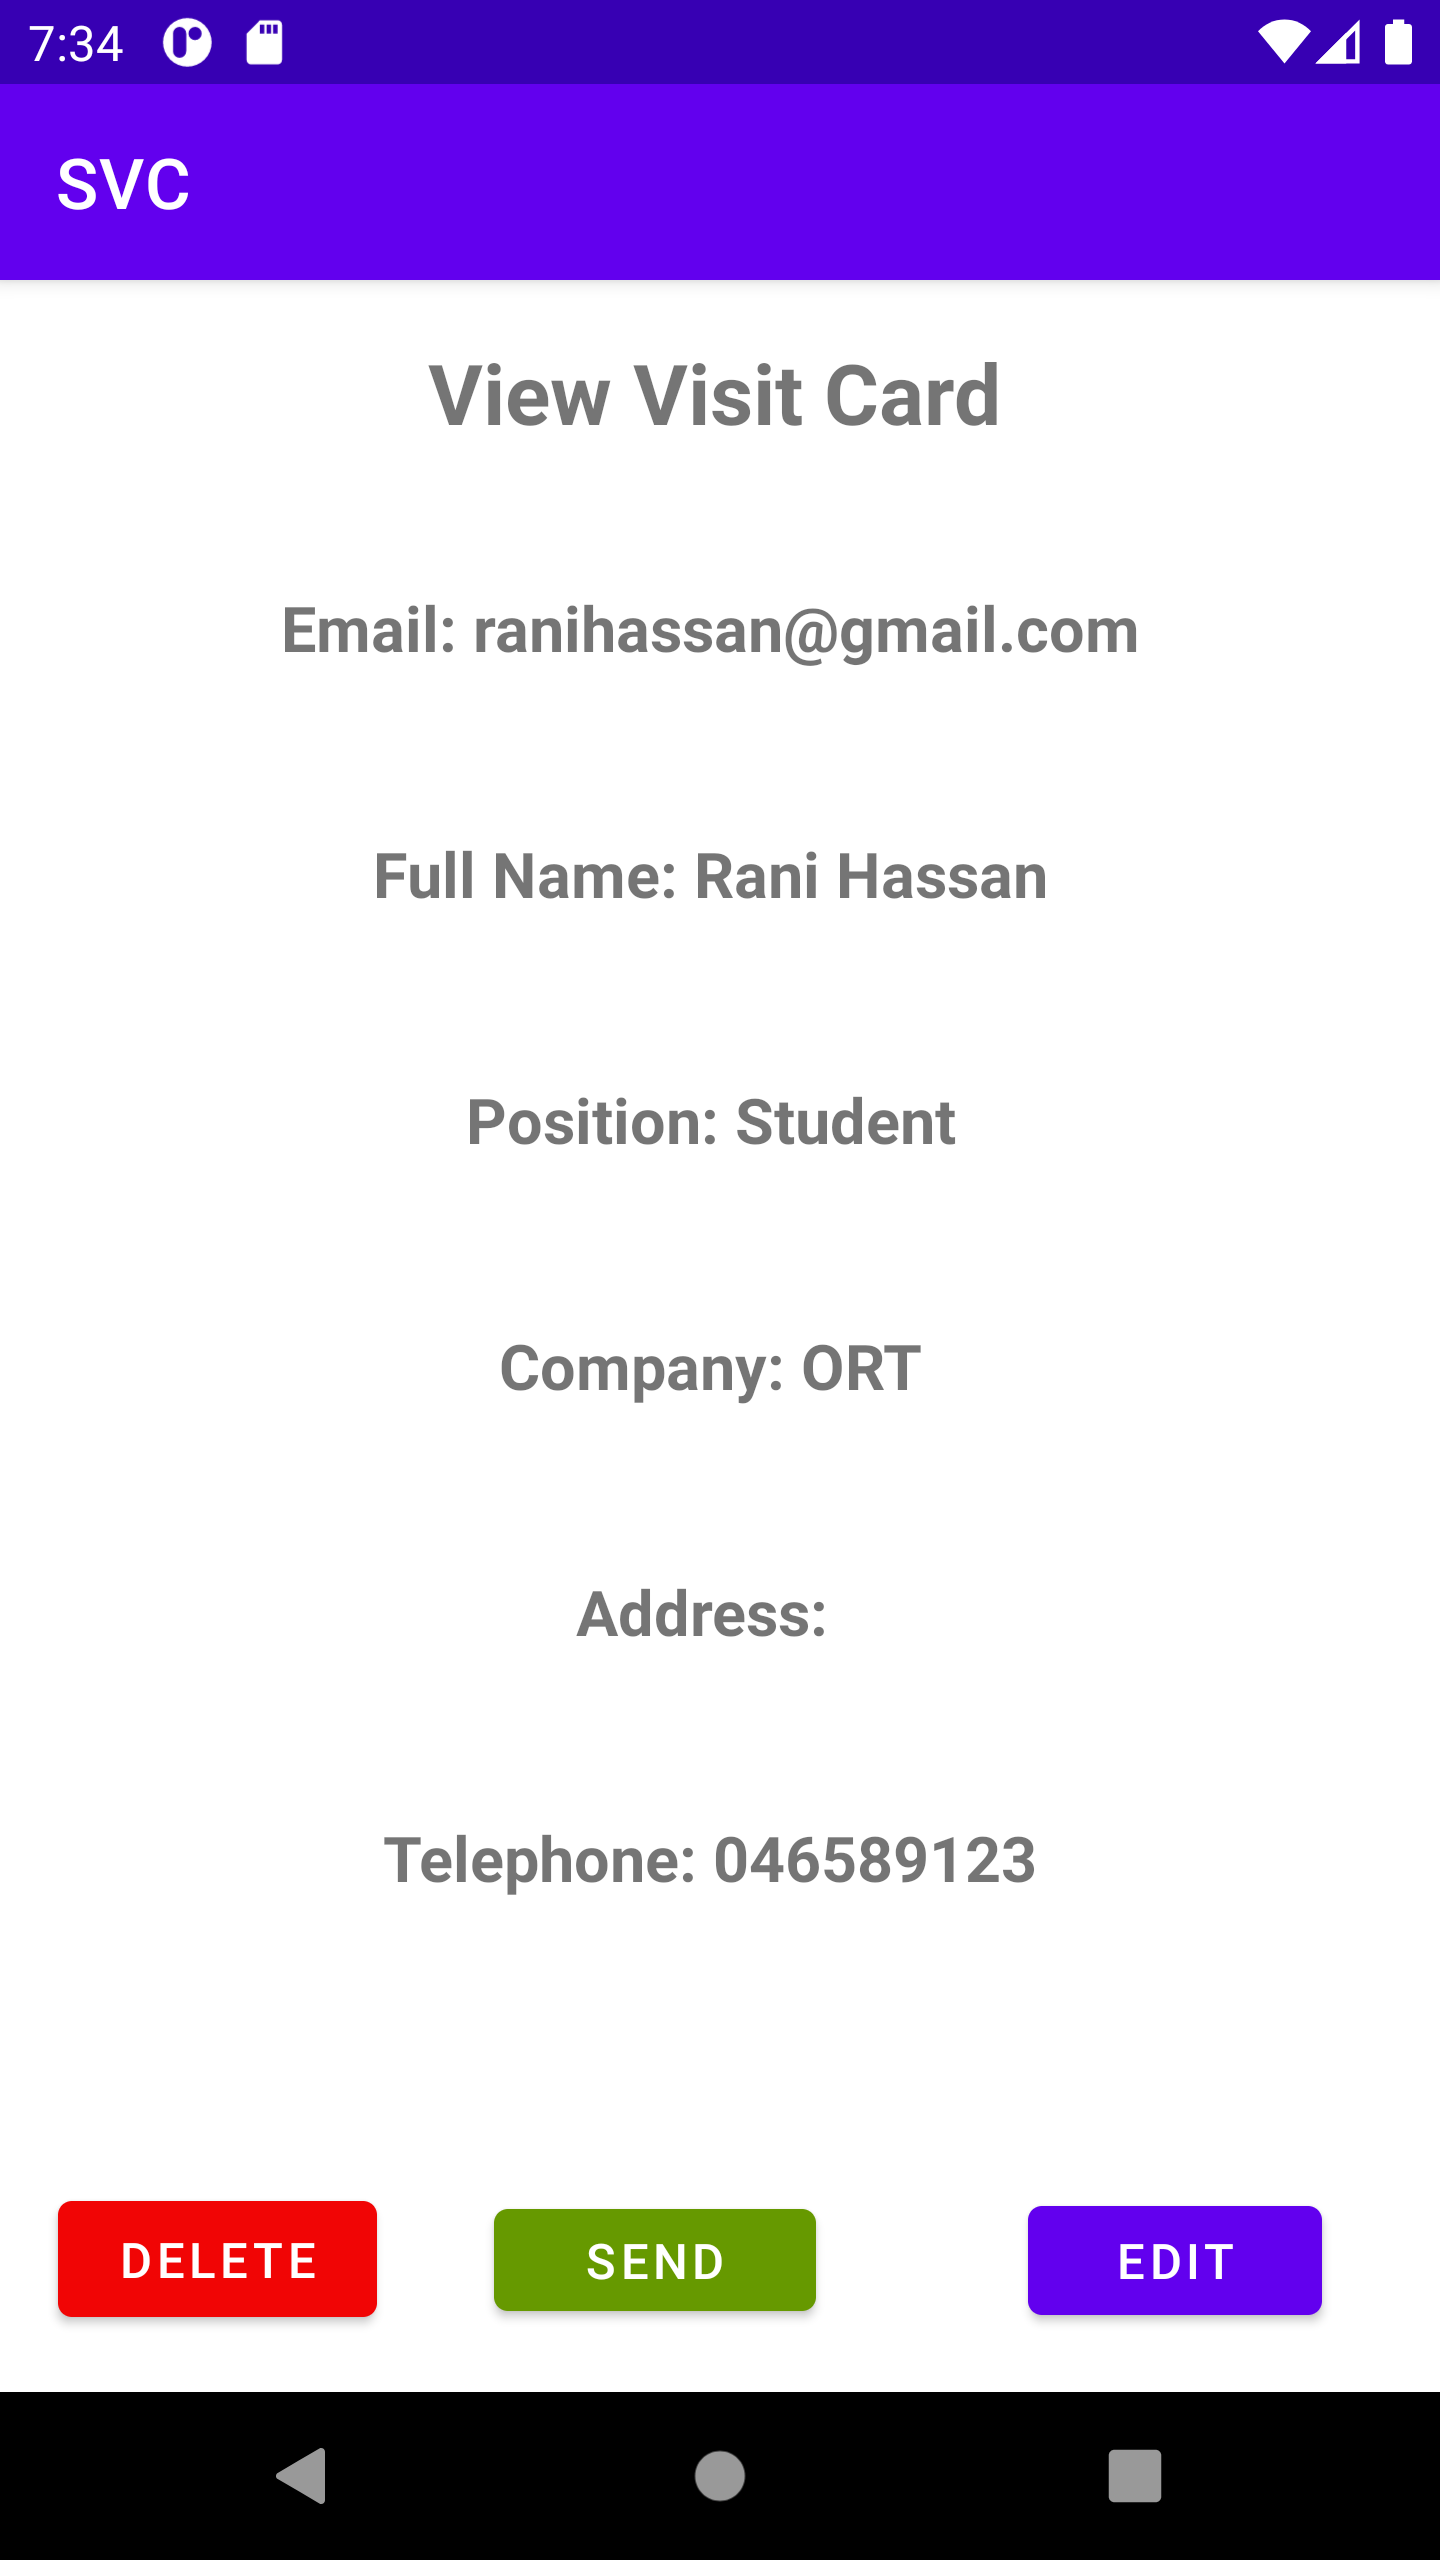 7:34
SVC
View Visit Card
Email: ranihassan@gmail.com
Full Name: Rani Hassan
Position: Student
Company: ORT
Address:
Telephone: 046589123
DELETE
SEND
EDIT